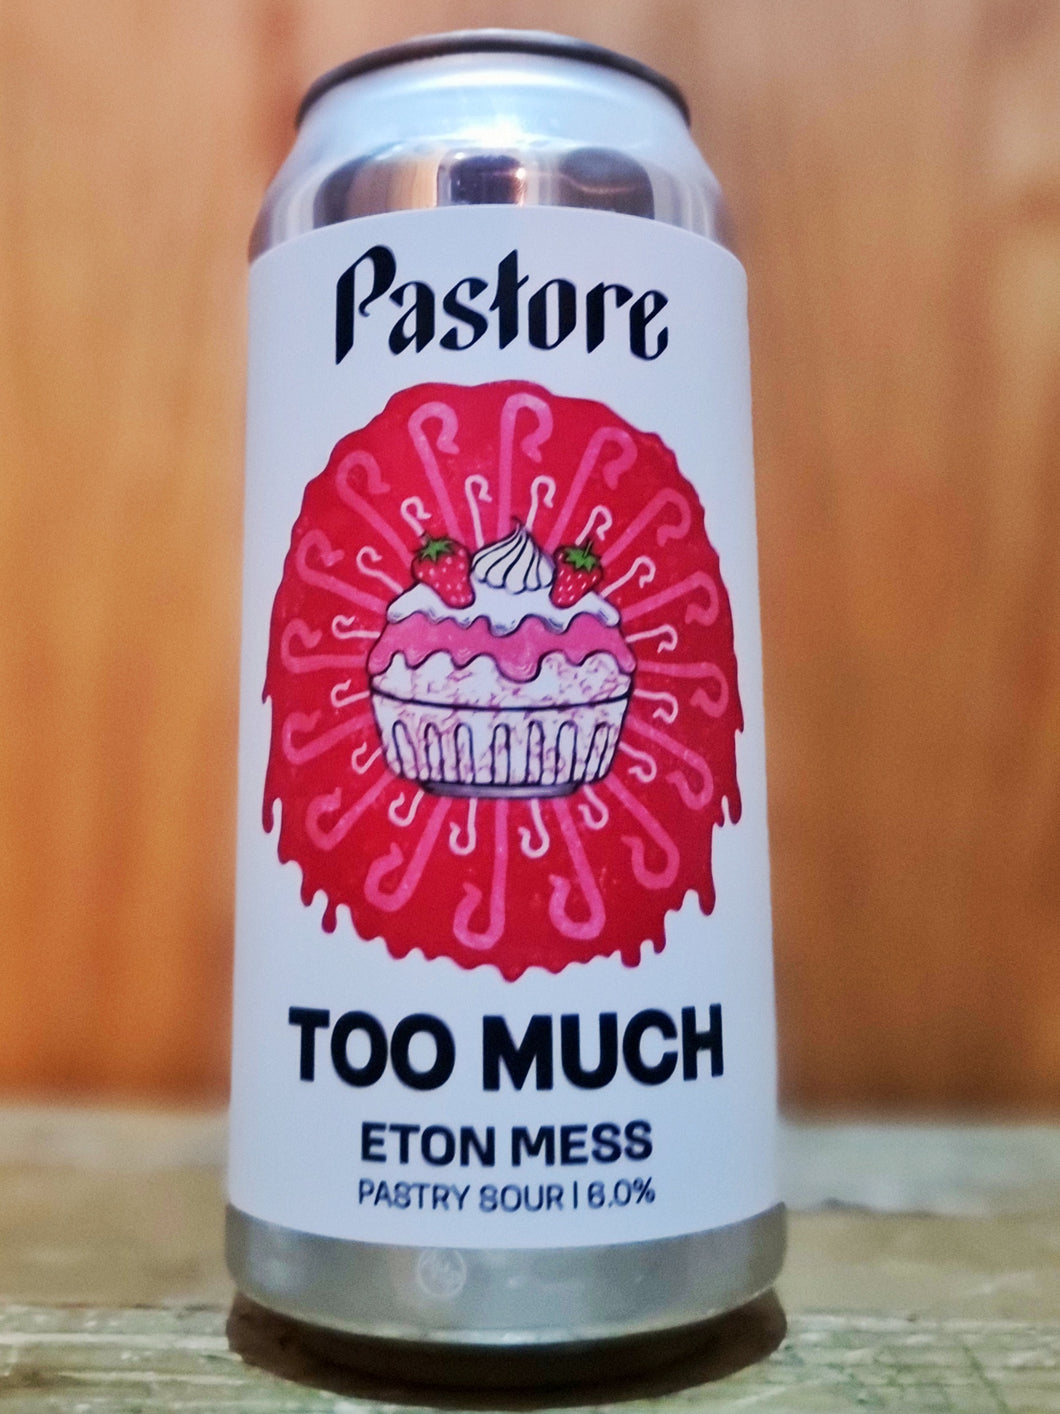 Pastore
TOO MUCH
ETON MESS
PASTRY SOUR | 6.0%